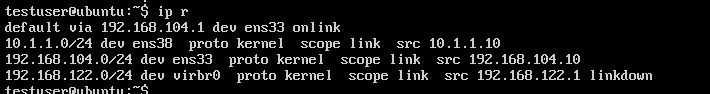 testuser@ubuntu:~$ ip r
default via 192.168.104.1 dev ens33 onlink
10.1.1.0/24 dev ens38  proto kernel  scope link  src 10.1.1.10
192.168.104.0/24 dev ens33  proto kernel  scope link  src 192.168.104.10
192.168.122.0/24 dev virbr0  proto kernel  scope link  src 192.168.122.1 linkdown
testuser@ubuntu:~$